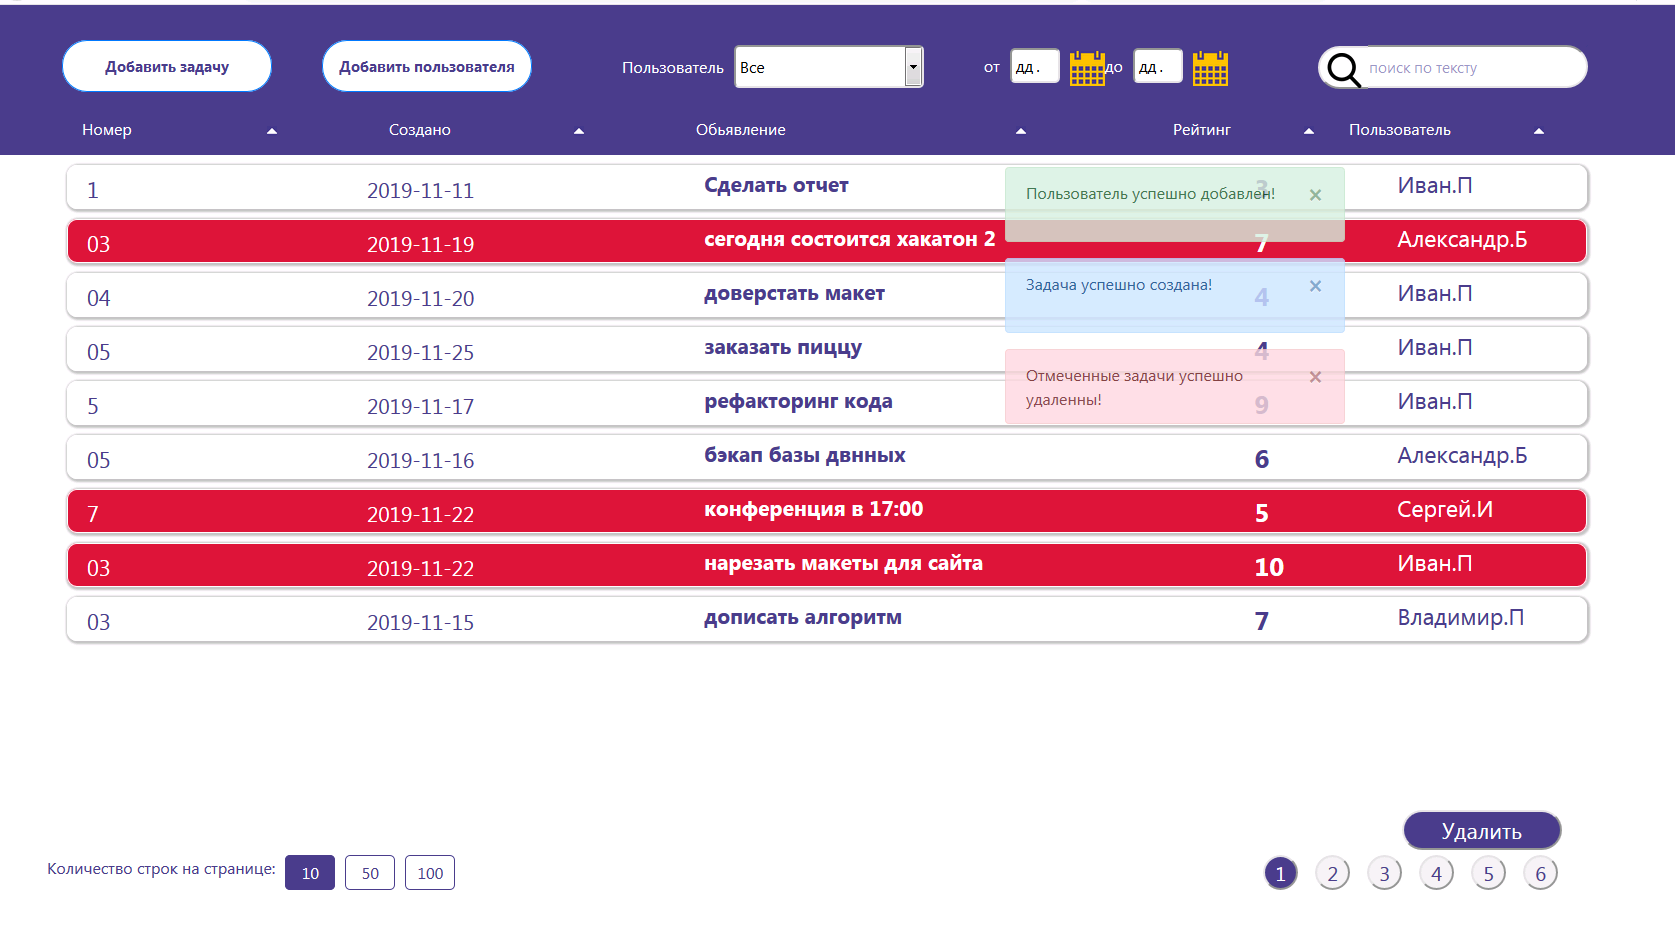 Добавить задачу Добавить пользователя Пользователь Все от дд. до дд. поиск по тексту
Номер Создано Обьявление Рейтинг Пользователь
1 2019-11-11 Сделать отчет 3 Иван.П
Пользователь успешно добавлен! ×
03 2019-11-19 сегодня состоится хакатон 2 7 Александр.Б
Задача успешно создана! ×
04 2019-11-20 доверстать макет 4 Иван.П
05 2019-11-25 заказать пиццу 4 Иван.П
Отмеченные задачи успешно ×
удаленны!
5 2019-11-17 рефакторинг кода 9 Иван.П
05 2019-11-16 бэкап базы двнных 6 Александр.Б
7 2019-11-22 конференция в 17:00 5 Сергей.И
03 2019-11-22 нарезать макеты для сайта 10 Иван.П
03 2019-11-15 дописать алгоритм 7 Владимир.П
Удалить
Количество строк на странице: 10 50 100 1 2 3 4 5 6